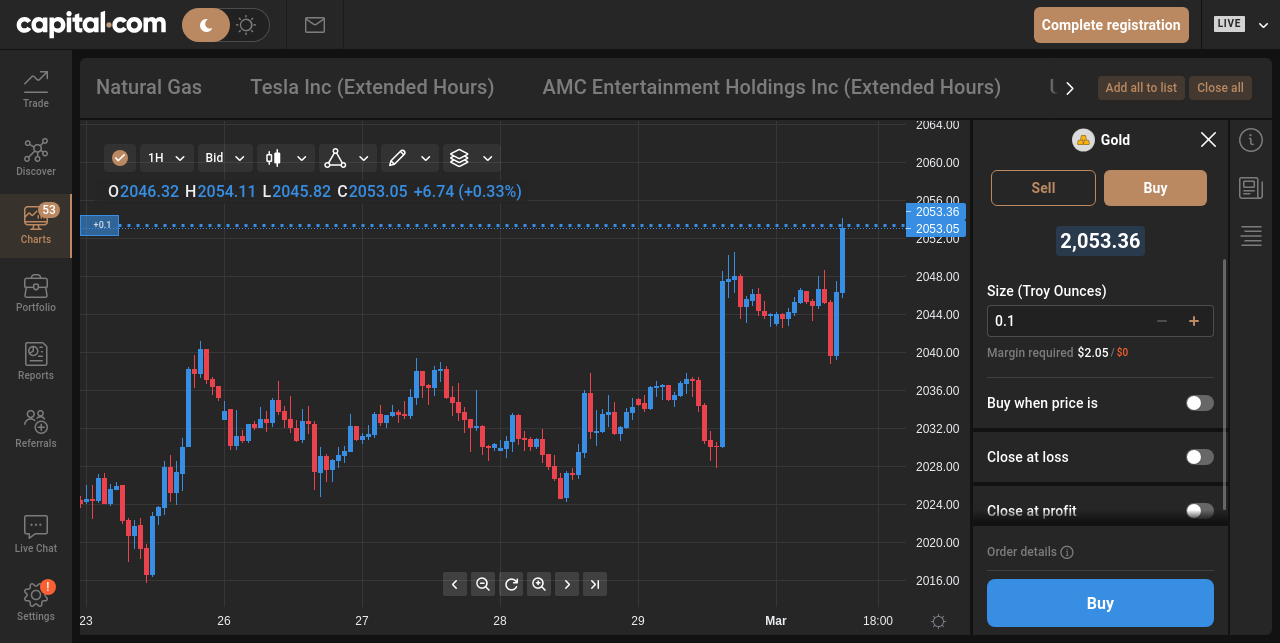 capital.com
Complete registration
LIVE
Trade
Discover
53
Charts
Portfolio
Reports
Referrals
Live Chat
!
Settings
Natural Gas
Tesla Inc (Extended Hours)
AMC Entertainment Holdings Inc (Extended Hours)
Add all to list
Close all
1H
Bid
O2046.32 H2054.11 L2045.82 C2053.05 +6.74 (+0.33%)
+0.1
2064.00
2060.00
2056.00
2053.36
2053.05
2052.00
2048.00
2044.00
2040.00
2036.00
2032.00
2028.00
2024.00
2020.00
2016.00
23 26 27 28 29 Mar 18:00
Gold
Sell
Buy
2,053.36
Size (Troy Ounces)
0.1
Margin required $2.05 / $0
Buy when price is
Close at loss
Close at profit
Order details
Buy